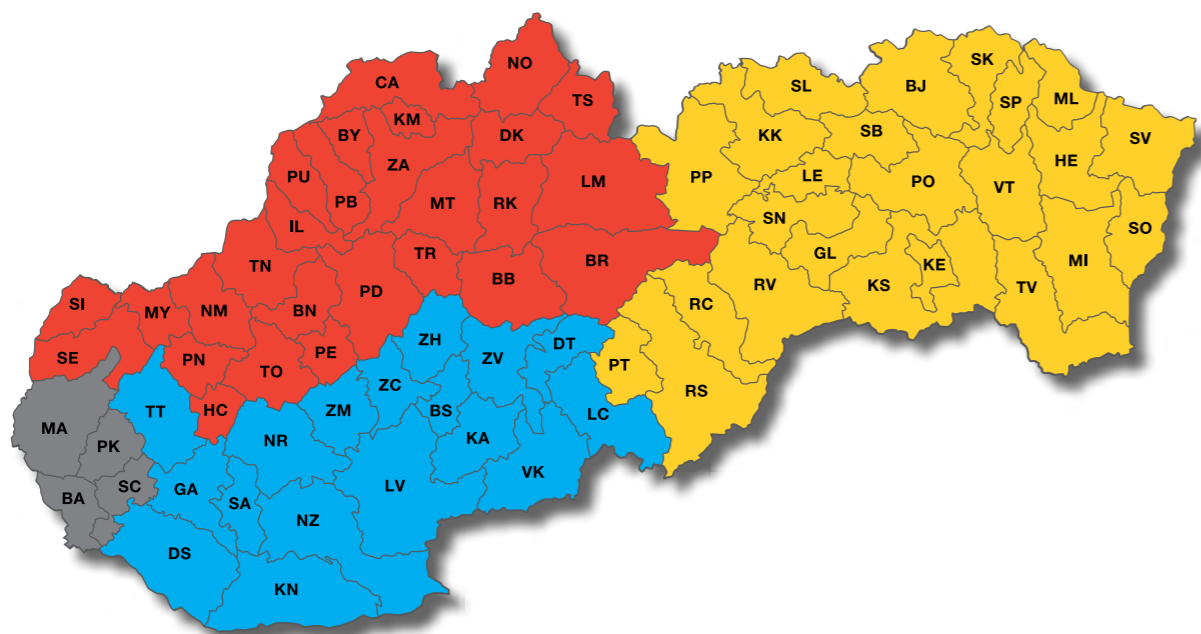 NO
CA
TS
KM
BY
DK
ZA
PU
PB
LM
MT
RK
IL
TN
TR
BR
BB
PD
SI
MY
NM
BN
SE
PN
TO
PE
HC
SK
SL
BJ
SP
ML
KK
SB
SV
HE
PP
LE
PO
VT
SN
SO
GL
KE
MI
RV
KS
TV
RC
PT
RS
ZH
DT
ZV
ZC
TT
ZM
BS
LC
NR
KA
VK
GA
SA
LV
NZ
DS
KN
MA
PK
SC
BA